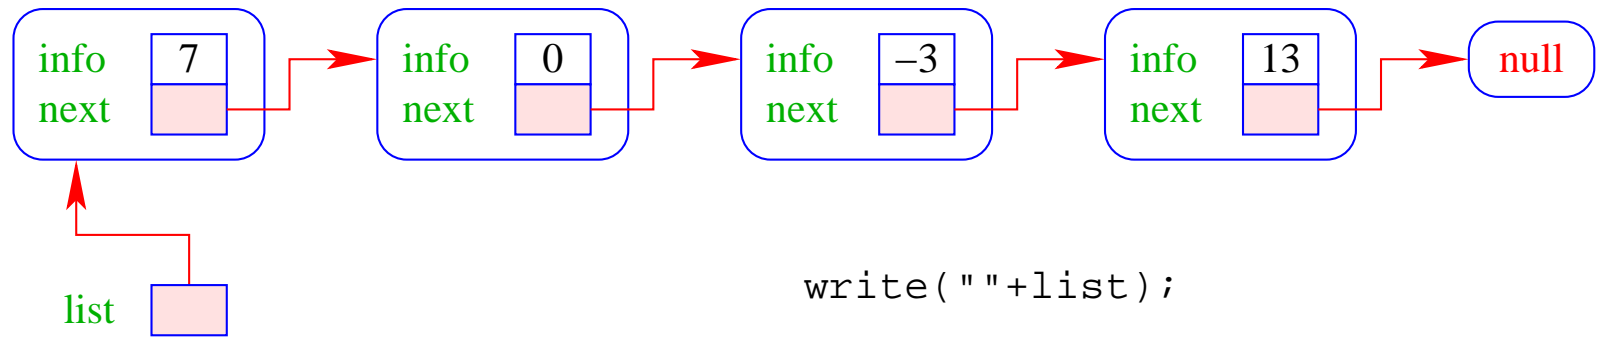 info 7 info 0 info −3 info 13 null
next next next next
list
write(""+list);